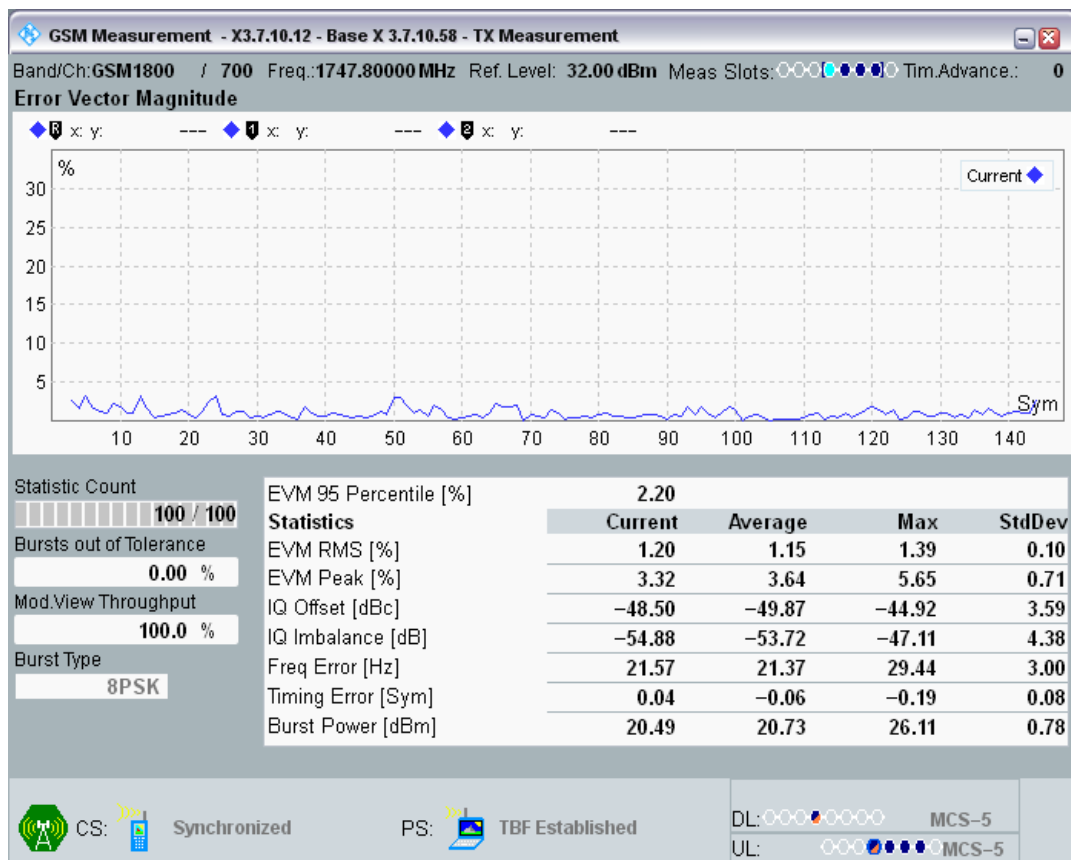 GSM Measurement - X3.7.10.12 - Base X 3.7.10.58 - TX Measurement
Band/Ch:GSM1800 / 700 Freq.:1747.80000 MHz Ref. Level: 32.00 dBm Meas Slots: Tim.Advance.: 0
Error Vector Magnitude
R x: y: --- 1 x: y: --- 2 x: y: ---
%
Current
30
25
20
15
10
5
Sym
10 20 30 40 50 60 70 80 90 100 110 120 130 140
Statistic Count
100 / 100
Bursts out of Tolerance
0.00 %
Mod.View Throughput
100.0 %
Burst Type
8PSK
EVM 95 Percentile [%] 2.20
Statistics Current Average Max StdDev
EVM RMS [%] 1.20 1.15 1.39 0.10
EVM Peak [%] 3.32 3.64 5.65 0.71
IQ Offset [dBc] −48.50 −49.87 −44.92 3.59
IQ Imbalance [dB] −54.88 −53.72 −47.11 4.38
Freq Error [Hz] 21.57 21.37 29.44 3.00
Timing Error [Sym] 0.04 −0.06 −0.19 0.08
Burst Power [dBm] 20.49 20.73 26.11 0.78
CS: Synchronized PS: TBF Established
DL: MCS−5
UL: MCS−5